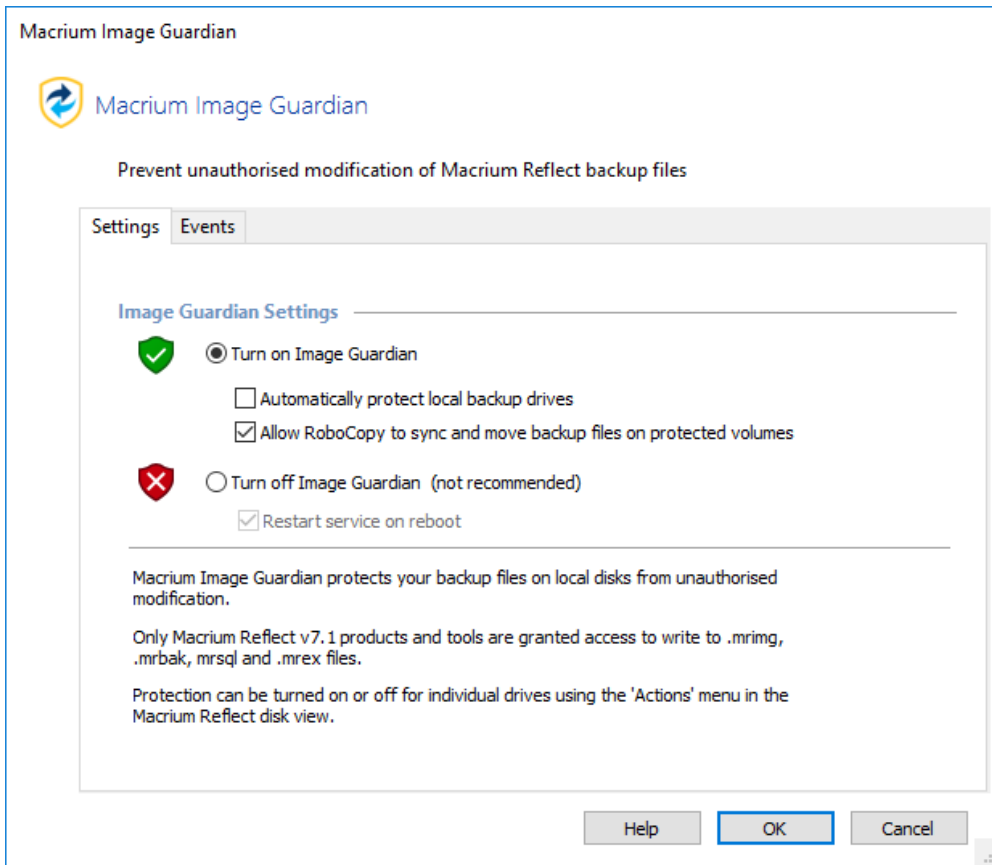 Macrium Image Guardian
Macrium Image Guardian
Prevent unauthorised modification of Macrium Reflect backup files
Settings Events
Image Guardian Settings
Turn on Image Guardian
Automatically protect local backup drives
Allow RoboCopy to sync and move backup files on protected volumes
Turn off Image Guardian (not recommended)
Restart service on reboot
Macrium Image Guardian protects your backup files on local disks from unauthorised
modification.
Only Macrium Reflect v7.1 products and tools are granted access to write to .mrimg,
.mrbak, mrsql and .mrex files.
Protection can be turned on or off for individual drives using the 'Actions' menu in the
Macrium Reflect disk view.
Help OK Cancel